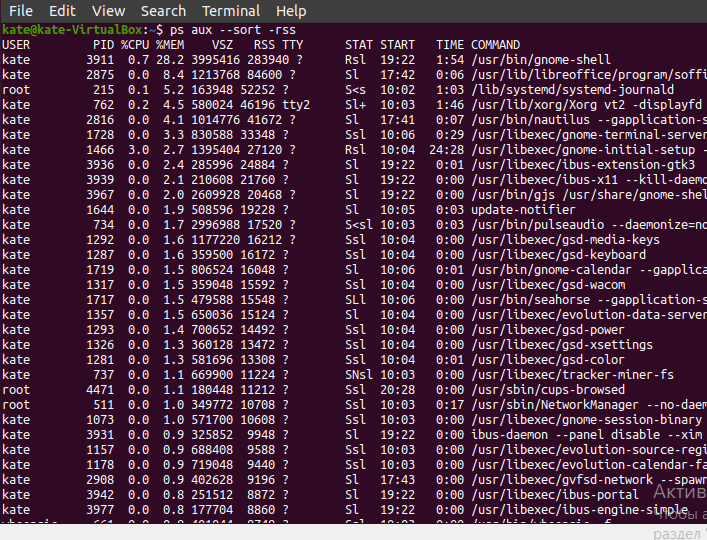 File Edit View Search Terminal Help
kate@kate-VirtualBox:~$ ps aux --sort -rss
USER PID %CPU %MEM VSZ RSS TTY STAT START TIME COMMAND
kate 3911 0.7 28.2 3995416 283940 ? Rsl 19:22 1:54 /usr/bin/gnome-shell
kate 2875 0.0 8.4 1213768 84600 ? Sl 17:42 0:06 /usr/lib/libreoffice/program/soffi
root 215 0.1 5.2 163948 52252 ? S<s 10:02 1:03 /lib/systemd/systemd-journald
kate 762 0.2 4.5 580024 46196 tty2 Sl+ 10:03 1:46 /usr/lib/xorg/Xorg vt2 -displayfd
kate 2816 0.0 4.1 1014776 41672 ? Sl 17:41 0:07 /usr/bin/nautilus --gapplication-s
kate 1728 0.0 3.3 830588 33348 ? Ssl 10:06 0:29 /usr/libexec/gnome-terminal-server
kate 1466 3.0 2.7 1395404 27120 ? Rsl 10:04 24:28 /usr/libexec/gnome-initial-setup -
kate 3936 0.0 2.4 285996 24884 ? Sl 19:22 0:01 /usr/libexec/ibus-extension-gtk3
kate 3939 0.0 2.1 210608 21760 ? Sl 19:22 0:00 /usr/libexec/ibus-x11 --kill-daemo
kate 3967 0.0 2.0 2609928 20468 ? Sl 19:22 0:00 /usr/bin/gjs /usr/share/gnome-shel
kate 1644 0.0 1.9 508596 19228 ? Sl 10:05 0:03 update-notifier
kate 734 0.0 1.7 2996988 17520 ? S<sl 10:03 0:03 /usr/bin/pulseaudio --daemonize=no
kate 1292 0.0 1.6 1177220 16212 ? Ssl 10:04 0:00 /usr/libexec/gsd-media-keys
kate 1287 0.0 1.6 359500 16172 ? Ssl 10:04 0:00 /usr/libexec/gsd-keyboard
kate 1719 0.0 1.5 806524 16048 ? Sl 10:06 0:01 /usr/bin/gnome-calendar --gapplica
kate 1317 0.0 1.5 359048 15592 ? Ssl 10:04 0:00 /usr/libexec/gsd-wacom
kate 1717 0.0 1.5 479588 15548 ? SLl 10:06 0:00 /usr/bin/seahorse --gapplication-s
kate 1357 0.0 1.5 650036 15124 ? Sl 10:04 0:00 /usr/libexec/evolution-data-server
kate 1293 0.0 1.4 700652 14492 ? Ssl 10:04 0:00 /usr/libexec/gsd-power
kate 1326 0.0 1.3 360128 13472 ? Ssl 10:04 0:00 /usr/libexec/gsd-xsettings
kate 1281 0.0 1.3 581696 13308 ? Ssl 10:04 0:01 /usr/libexec/gsd-color
kate 737 0.0 1.1 669900 11224 ? SNsl 10:03 0:00 /usr/libexec/tracker-miner-fs
root 4471 0.0 1.1 180448 11212 ? Ssl 20:28 0:00 /usr/sbin/cups-browsed
root 511 0.0 1.0 349772 10708 ? Ssl 10:03 0:17 /usr/sbin/NetworkManager --no-daem
kate 1073 0.0 1.0 571700 10608 ? Ssl 10:03 0:00 /usr/libexec/gnome-session-binary
kate 3931 0.0 0.9 325852 9948 ? Sl 19:22 0:00 ibus-daemon --panel disable --xim
kate 1157 0.0 0.9 688408 9588 ? Ssl 10:03 0:00 /usr/libexec/evolution-source-regi
kate 1178 0.0 0.9 719048 9440 ? Ssl 10:03 0:00 /usr/libexec/evolution-calendar-fa
kate 2908 0.0 0.9 402628 9196 ? Sl 17:43 0:00 /usr/libexec/gvfsd-network --spawn
kate 3942 0.0 0.8 251512 8872 ? Sl 19:22 0:00 /usr/libexec/ibus-portal
Актив
kate 3977 0.0 0.8 177704 8860 ? Sl 19:22 0:00 /usr/libexec/ibus-engine-simple
Чтобы а
раздел "